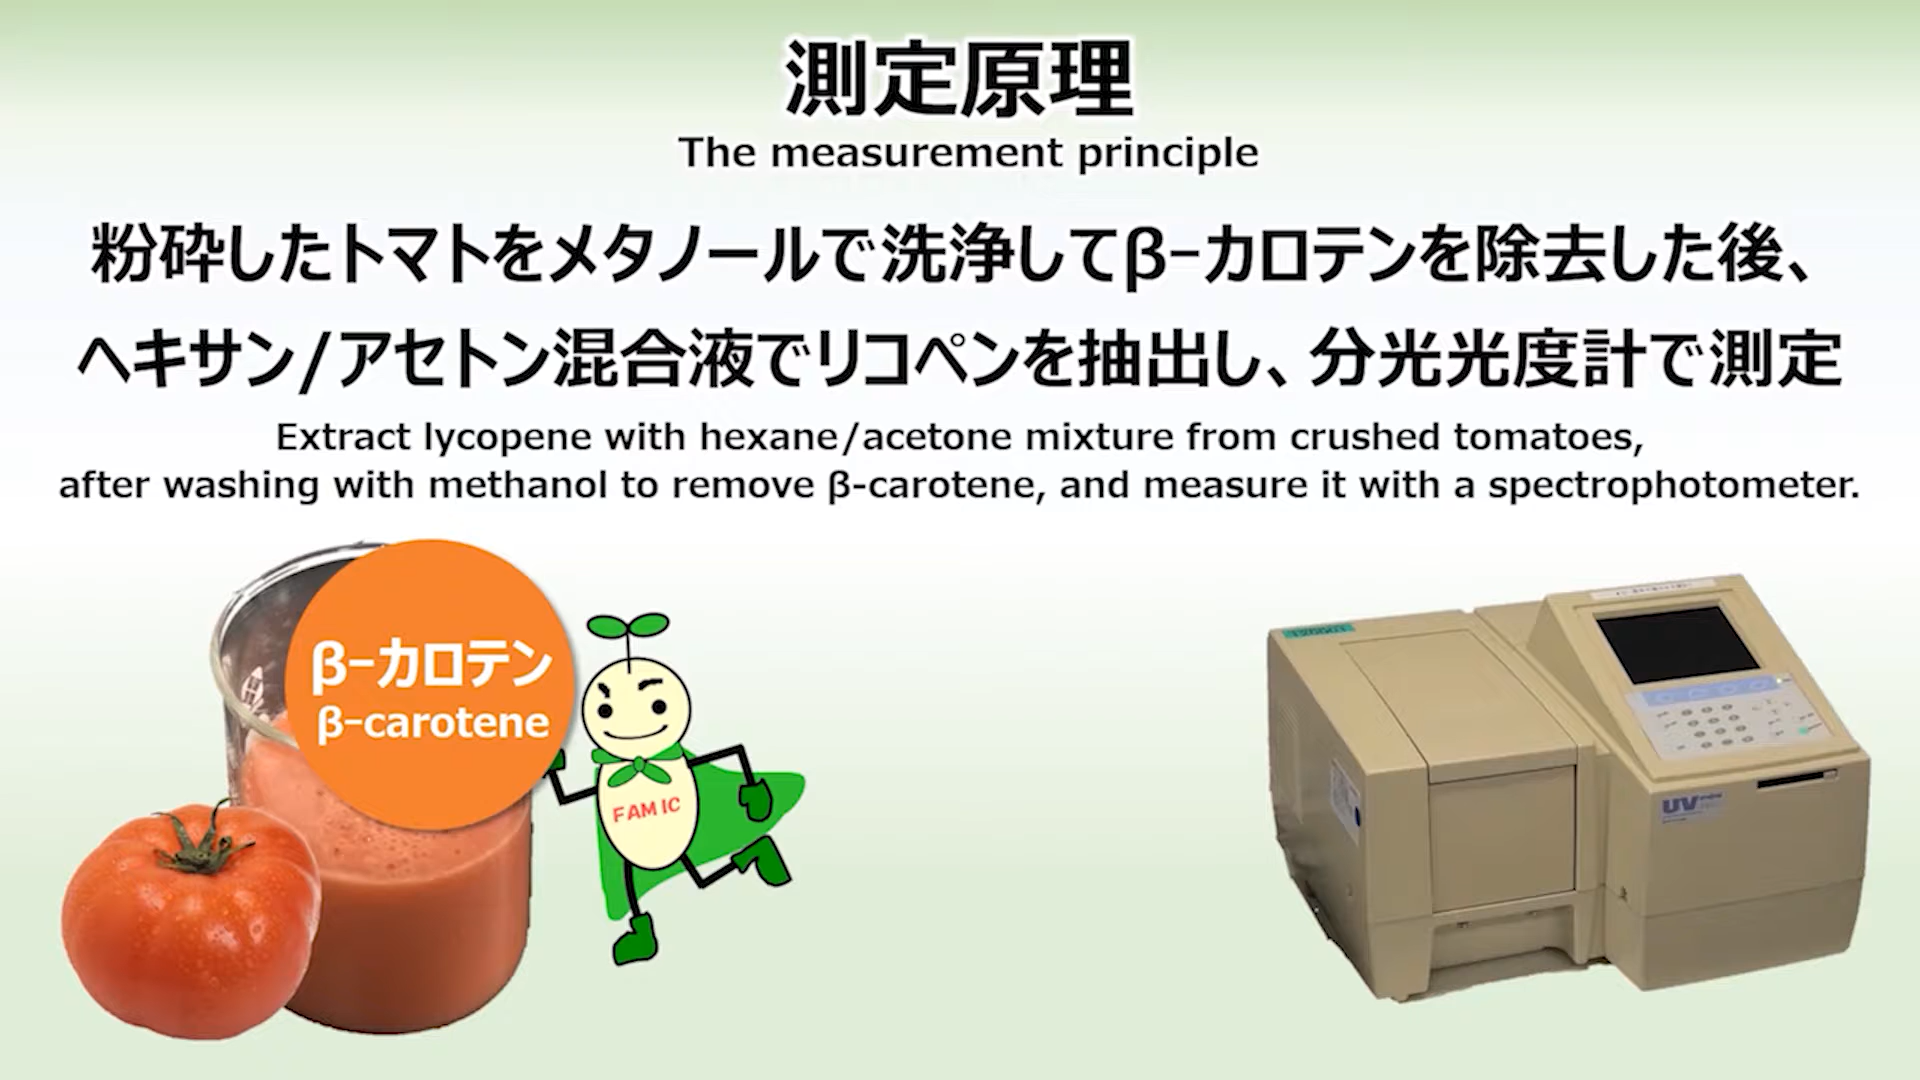 測定原理
The measurement principle
粉砕したトマトをメタノールで洗浄してβ−カロテンを除去した後、
ヘキサン/アセトン混合液でリコペンを抽出し、分光光度計で測定
Extract lycopene with hexane/acetone mixture from crushed tomatoes,
after washing with methanol to remove β-carotene, and measure it with a spectrophotometer.
β−カロテン
β-carotene
FAMIC
UV